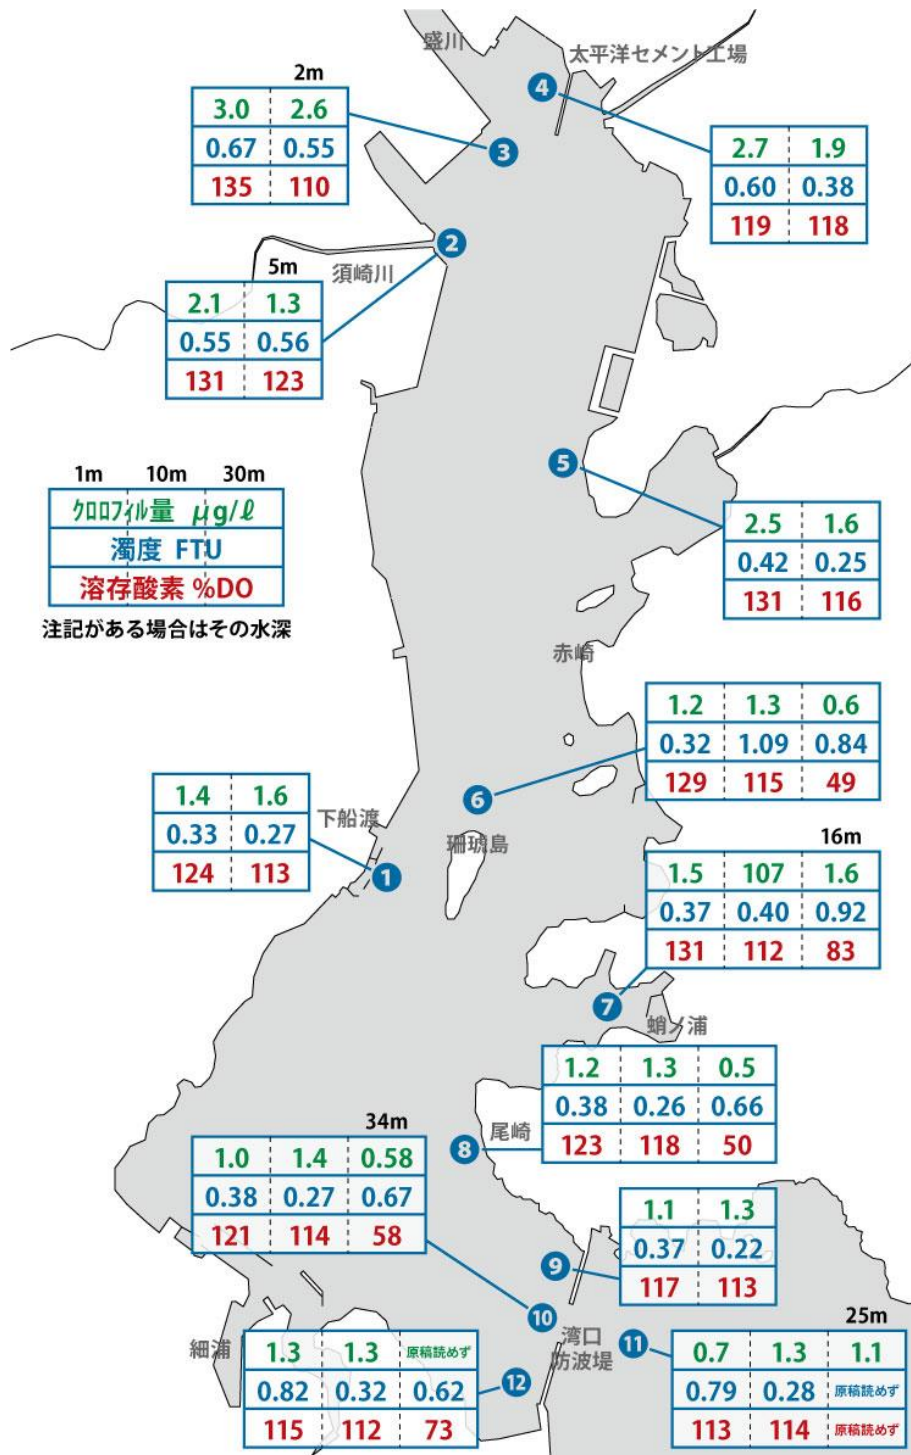 盛川
太平洋セメント工場
2m
3.0 2.6
0.67 0.55
135 110
4
3
2.7 1.9
0.60 0.38
119 118
2
須崎川
5m
2.1 1.3
0.55 0.56
131 123
5
1m 10m 30m
クロロフィル量 μg/ℓ
濁度 FTU
溶存酸素 %DO
注記がある場合はその水深
2.5 1.6
0.42 0.25
131 116
赤崎
1.2 1.3 0.6
0.32 1.09 0.84
129 115 49
6
1.4 1.6
0.33 0.27
124 113
下船渡
珊琥島
1
16m
1.5 107 1.6
0.37 0.40 0.92
131 112 83
7
蛸ノ浦
1.2 1.3 0.5
0.38 0.26 0.66
123 118 50
尾崎
8
34m
1.0 1.4 0.58
0.38 0.27 0.67
121 114 58
1.1 1.3
0.37 0.22
117 113
9
10
湾口
防波堤
11
25m
0.7 1.3 1.1
0.79 0.28 原稿読めず
113 114 原稿読めず
細浦
1.3 1.3 原稿読めず
0.82 0.32 0.62
115 112 73
12